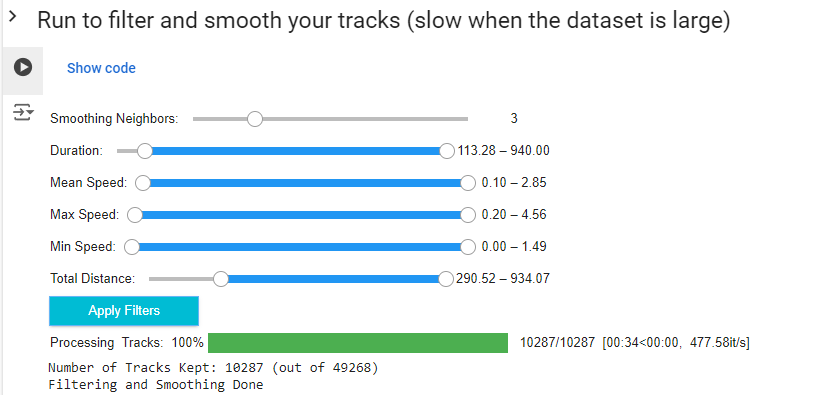 Run to filter and smooth your tracks (slow when the dataset is large)
Show code
Smoothing Neighbors: 3
Duration: 113.28 – 940.00
Mean Speed: 0.10 – 2.85
Max Speed: 0.20 – 4.56
Min Speed: 0.00 – 1.49
Total Distance: 290.52 – 934.07
Apply Filters
Processing Tracks: 100% 10287/10287 [00:34<00:00, 477.58it/s]
Number of Tracks Kept: 10287 (out of 49268)
Filtering and Smoothing Done